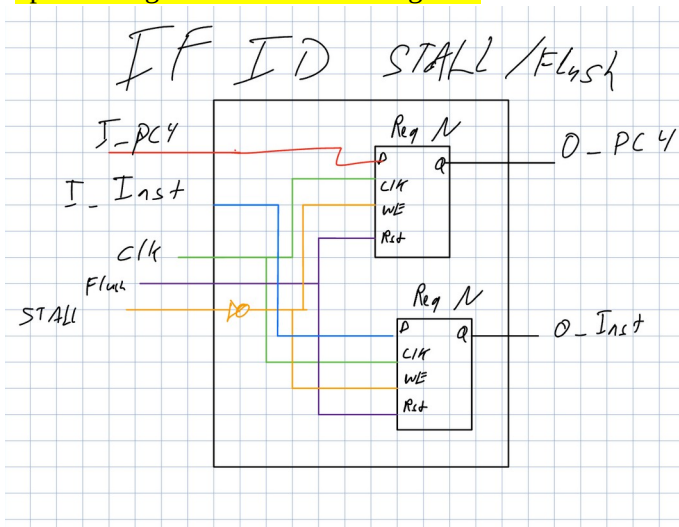 IF ID STALL/Flush
I_PC4
Reg N
O_PC4
D
Q
I_Inst
Clk
WE
Clk
Rst
Flush
STALL
Reg N
D
Q
O_Inst
Clk
WE
Rst